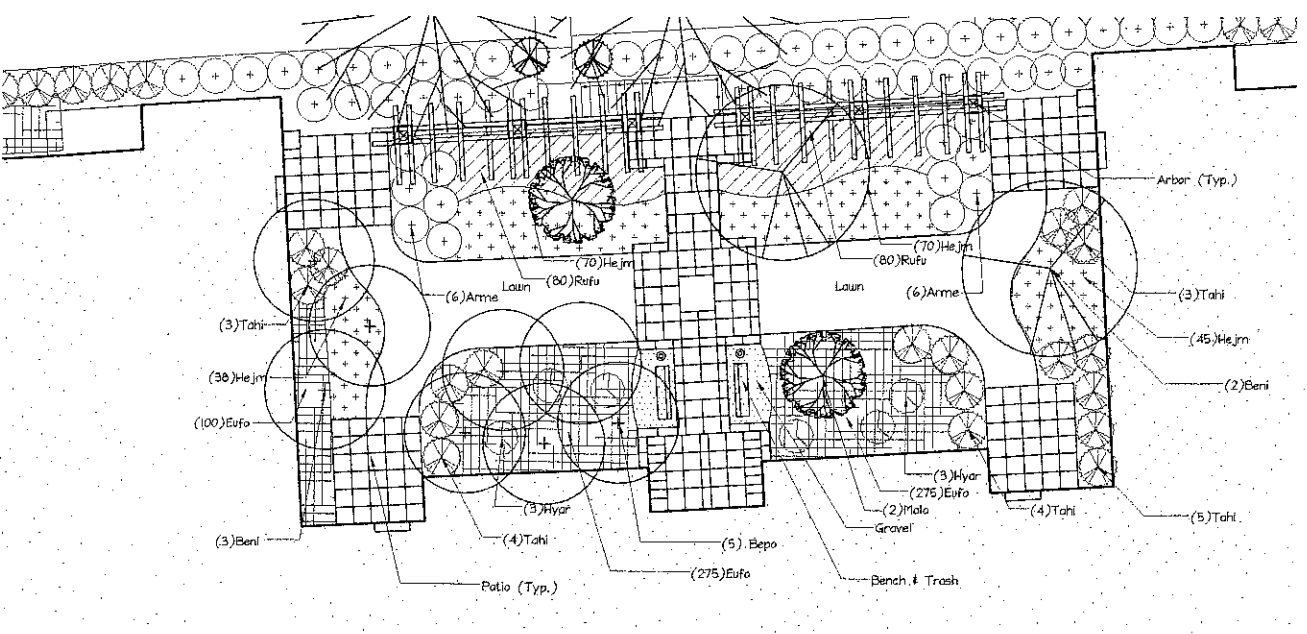 Arbor (Typ.)
(70)Hejm
(80)Rufu
(70)Hejm
(80)Rufu
Lawn
Lawn
(6)Arme
(6)Arme
(3)Tahi
(3)Tahi
(45)Hejm
(38)Hejm
(2)Beni
(100)Eufo
(3)Hyar
(275)Eufo
(3)Hyar
(2)Mala
(4)Tahi
(5)Tahi
Gravel
(3)Beni
(4)Tahi
(5) Bepo
(275)Eufo
Bench & Trash
Patio (Typ.)